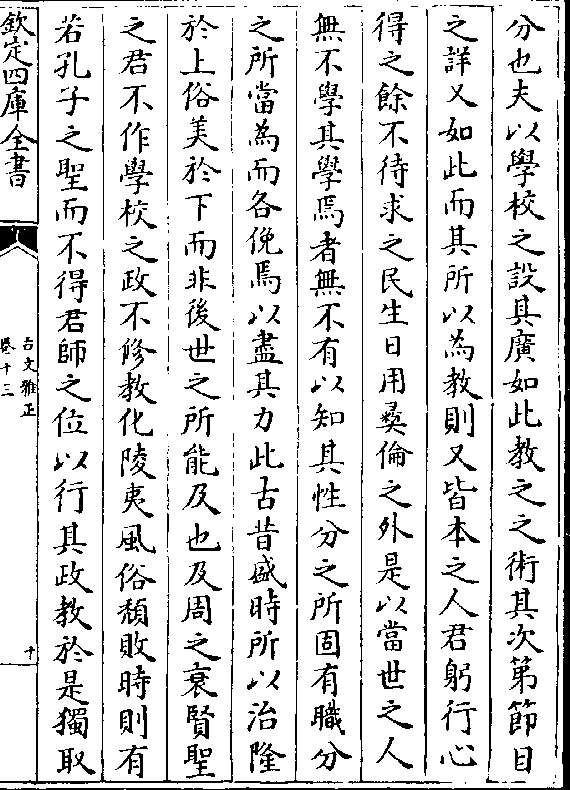 分也夫以學校之設其廣如此教之之術其次第節目
之詳又如此而其所以為教則又皆本之人君躬行心
得之餘不待求之民生日用彞倫之外是以當世之人
無不學其學焉者無不有以知其性分之所固有職分
之所當為而各俛焉以盡其力此古昔盛時所以治隆
於上俗美於下而非後世之所能及也及周之衰賢聖
之君不作學校之政不修教化陵夷風俗頽敗時則有
若孔子之聖而不得君師之位以行其政教於是獨取
欽定四庫全書
古文雅正
卷十三
十